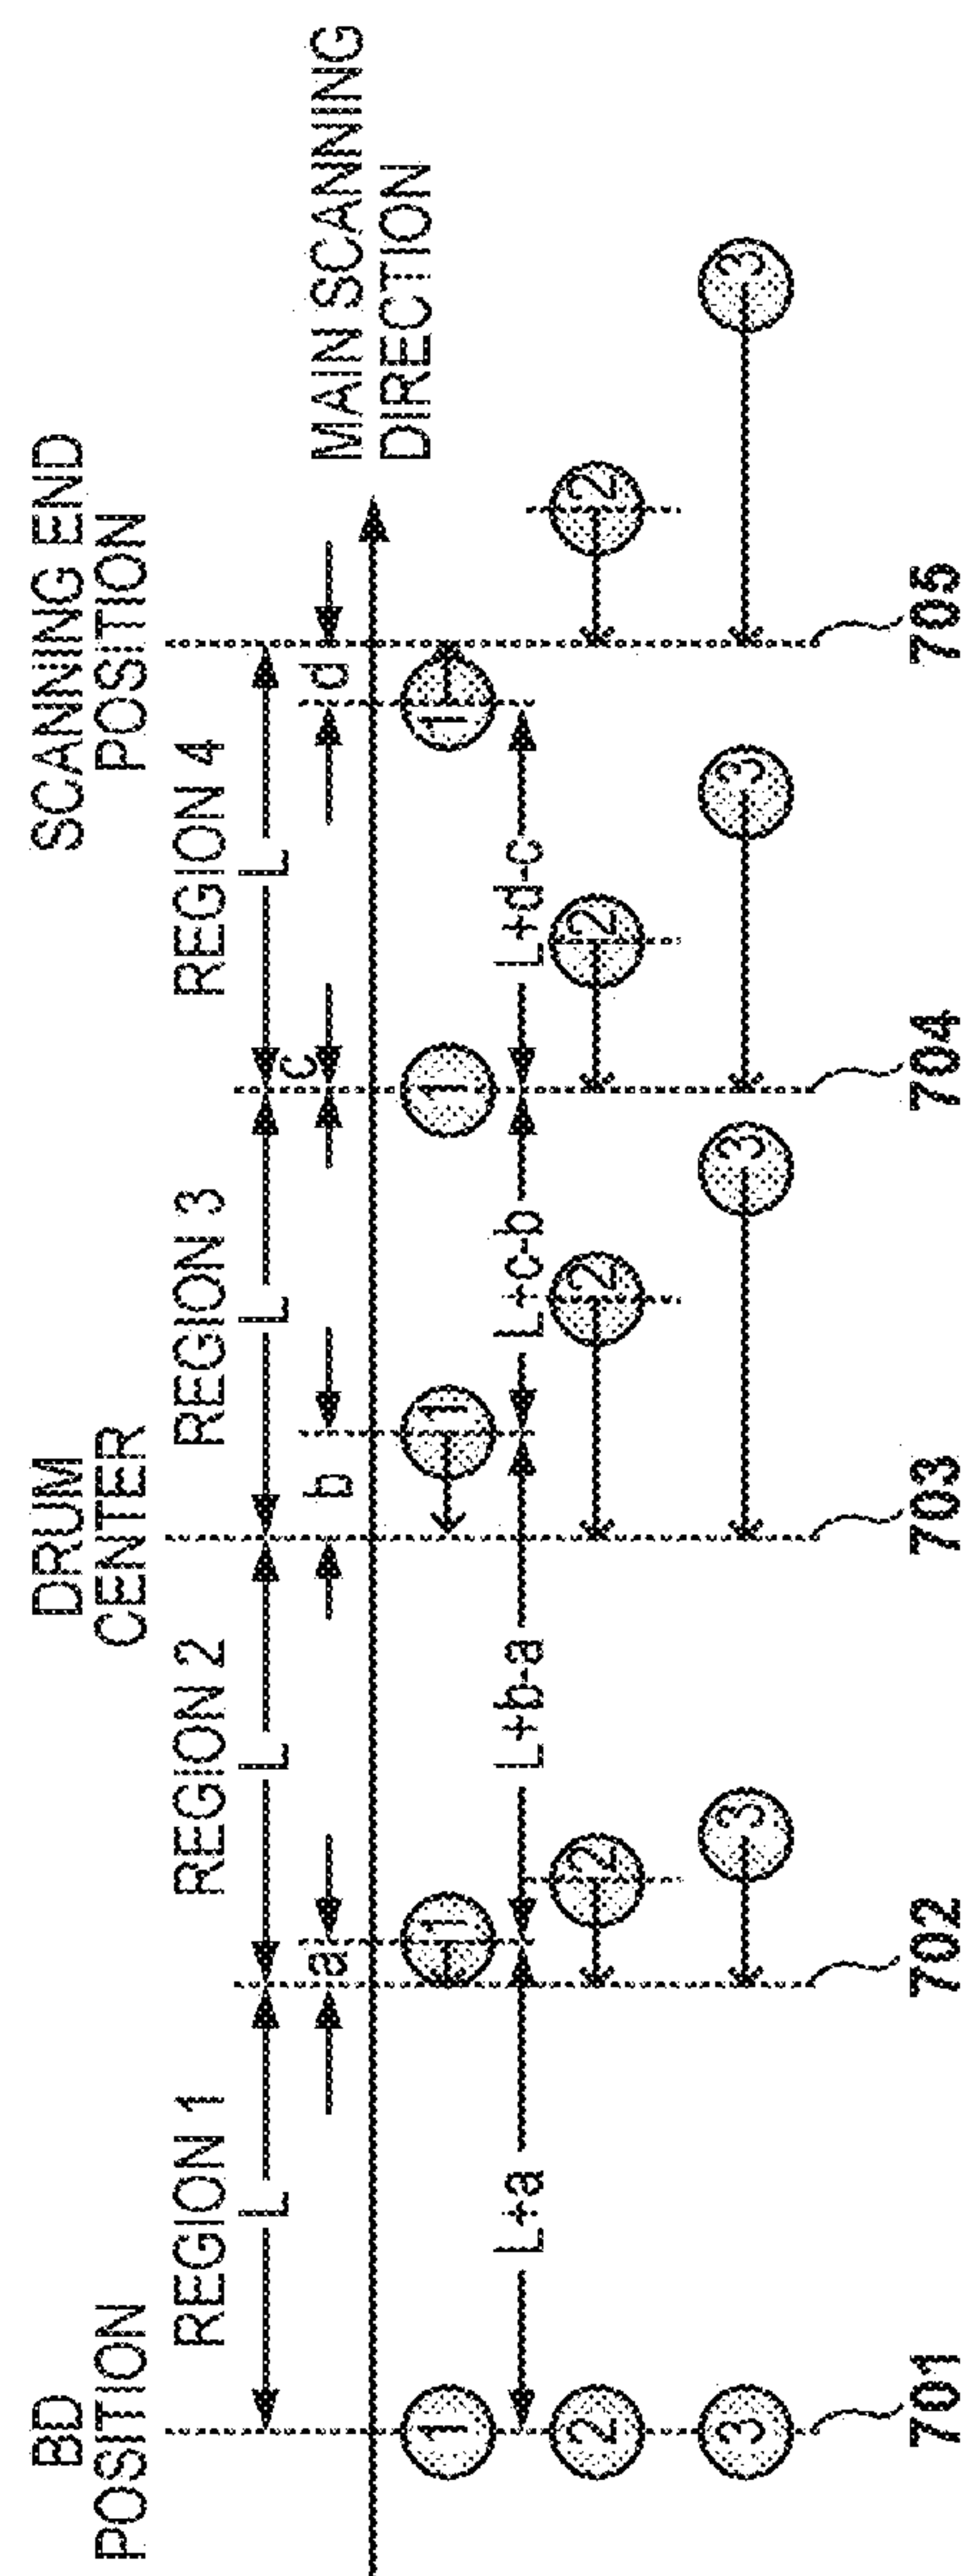 BD
POSITION
DRUM
CENTER
SCANNING END
POSITION
REGION 1
REGION 2
REGION 3
REGION 4
L
L
L
L
a
b
c
d
MAIN SCANNING
DIRECTION
1
1
1
1
1
L+a
L+b-a
L+c-b
L+d-c
2
2
2
2
2
3
3
3
3
3
701
702
703
704
705